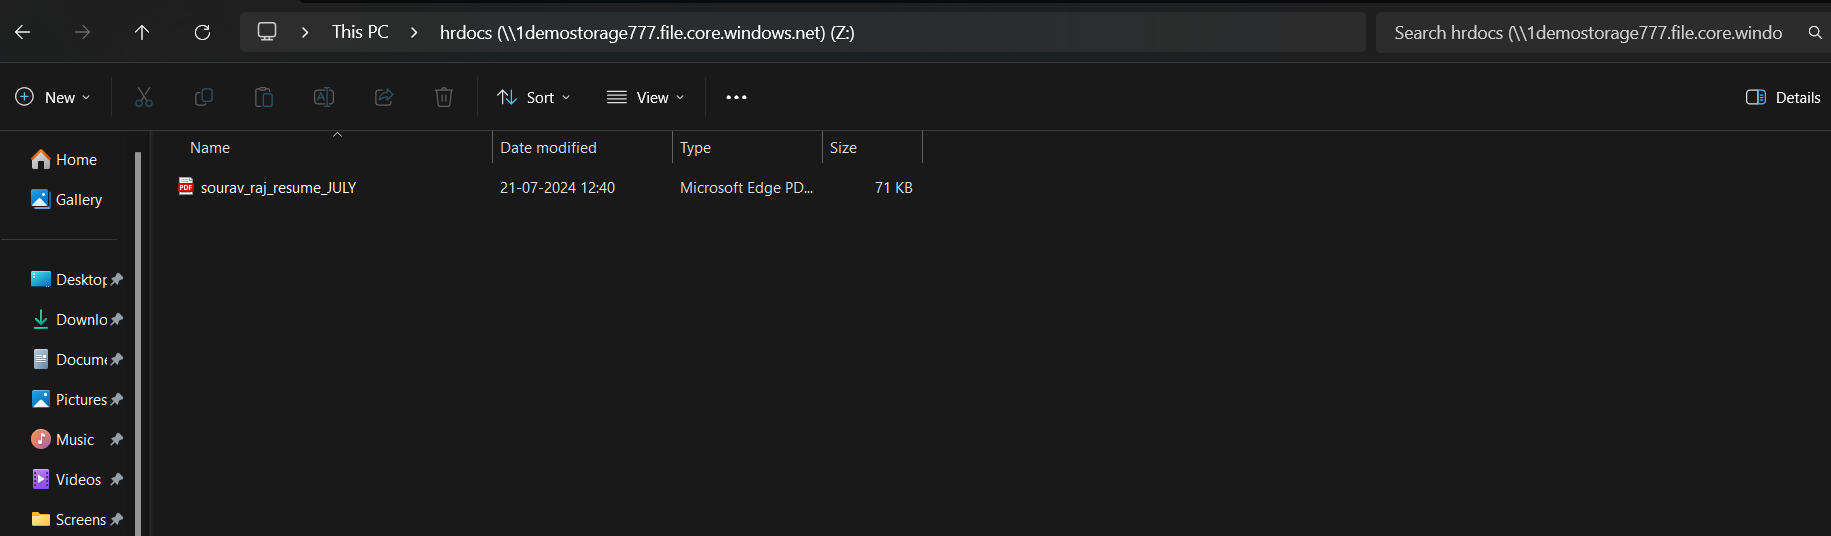 This PC > hrdocs (\\1demostorage777.file.core.windows.net) (Z:)
Search hrdocs (\\1demostorage777.file.core.windo
New Sort View Details
Name Date modified Type Size
sourav_raj_resume_JULY 21-07-2024 12:40 Microsoft Edge PD... 71 KB
PDF
Home
Gallery
Desktop
Downlo
Docume
Pictures
Music
Videos
Screens